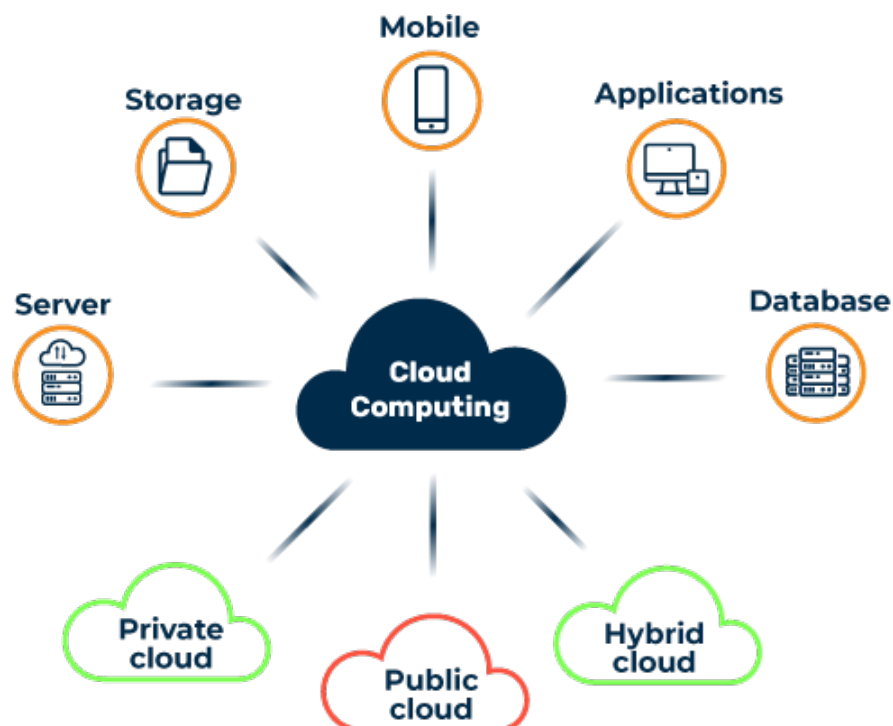 Mobile
Storage
Applications
Server
Database
Cloud
Computing
Private
cloud
Public
cloud
Hybrid
cloud